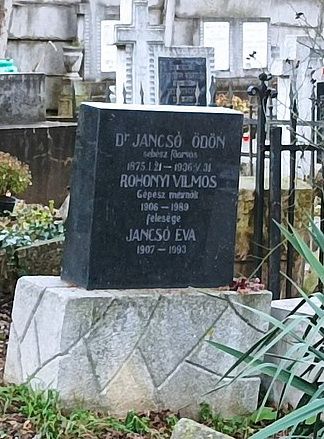 Dr JANCSÓ ÖDÖN
sebész főorvos
1875.I.21-1936.V.31
ROHONYI VILMOS
Gépész mérnök
1906 - 1989
felesége
JANCSÓ ÉVA
1907 - 1993